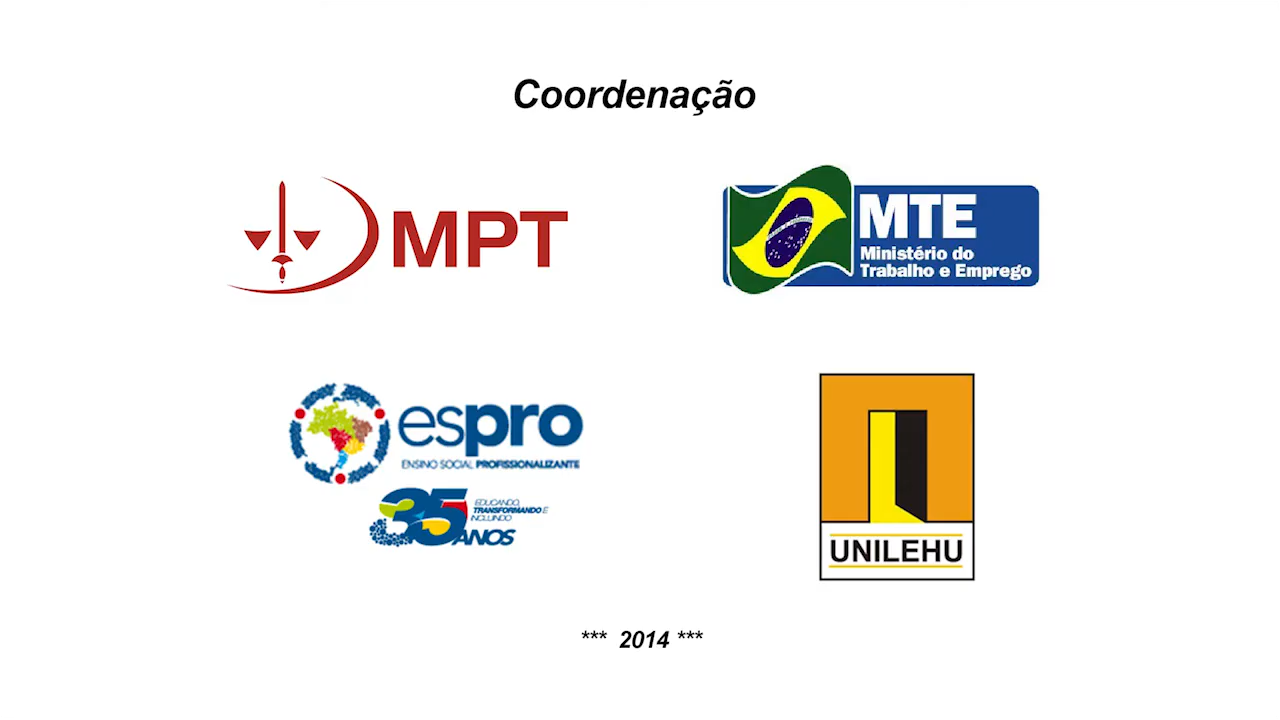 Coordenação
MPT
MTE
Ministério do
Trabalho e Emprego
espro
ENSINO SOCIAL PROFISSIONALIZANTE
35 ANOS
EDUCANDO,
TRANSFORMANDO E
INCLUINDO
UNILEHU
*** 2014 ***